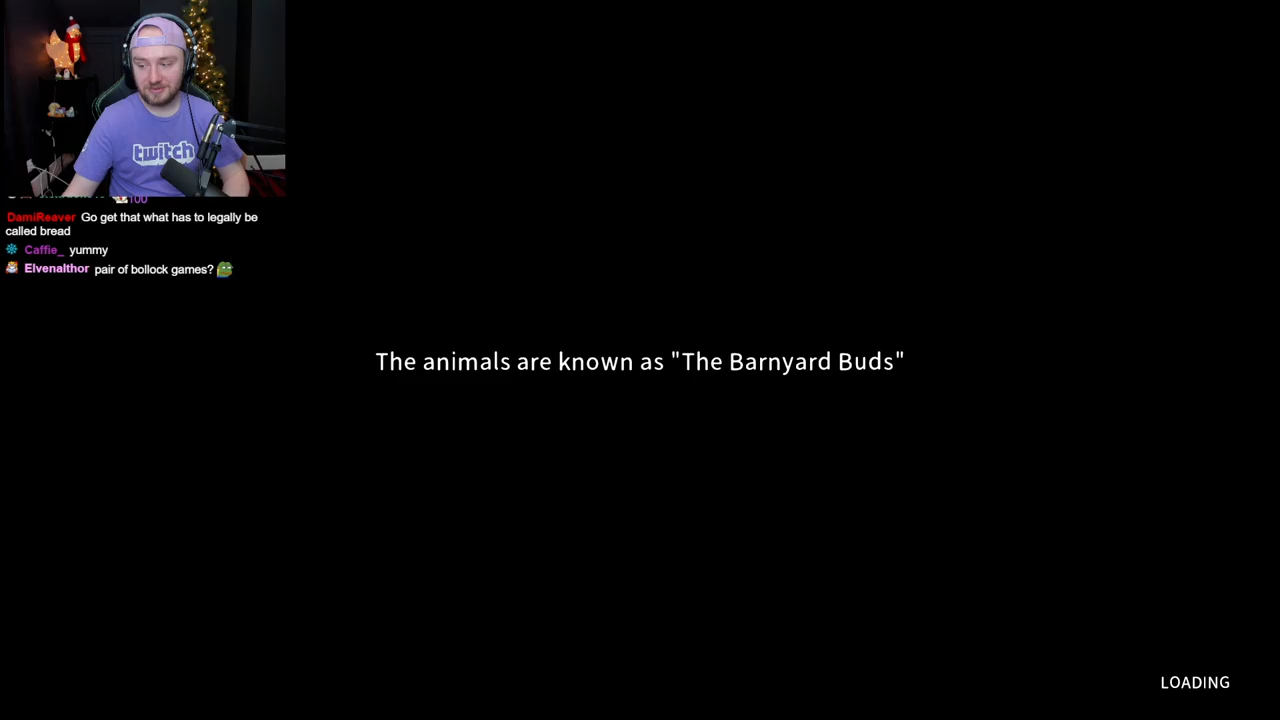 twitch
100
DamiReaver Go get that what has to legally be
called bread
Caffie_ yummy
Elvenalthor pair of bollock games?
The animals are known as "The Barnyard Buds"
LOADING